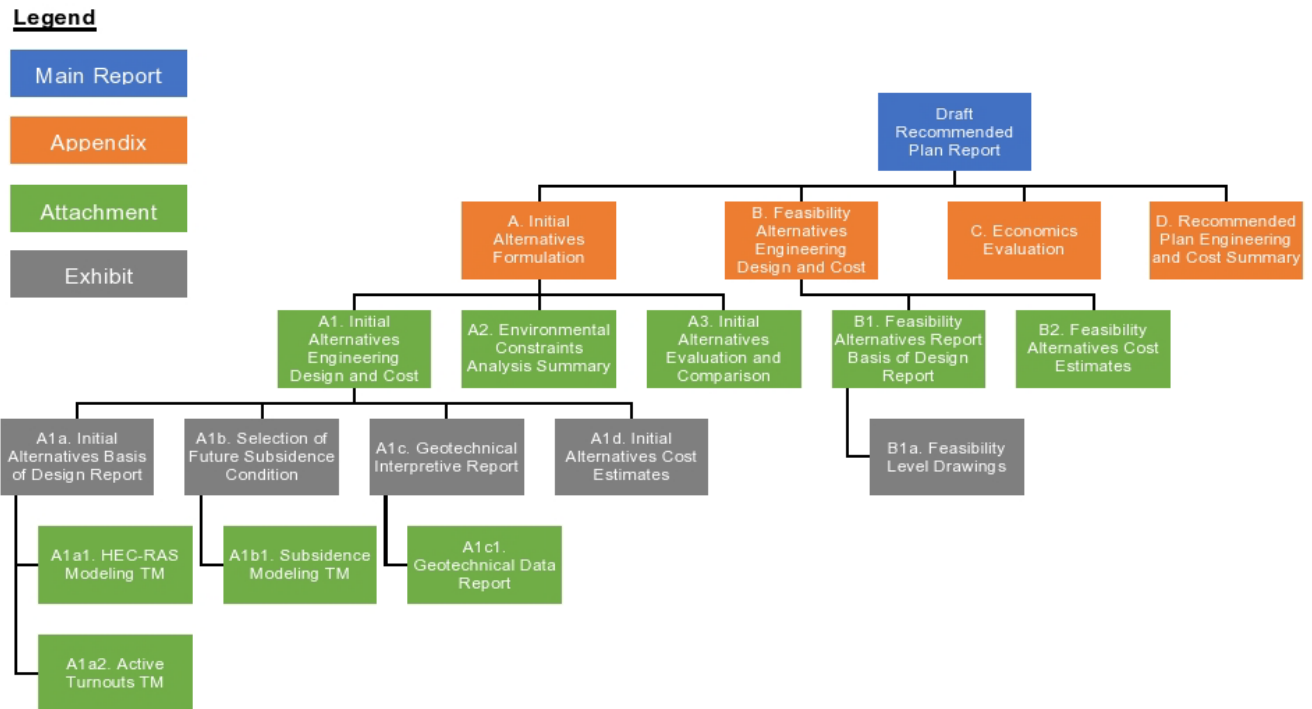 Legend
Main Report
Appendix
Attachment
Exhibit
Draft
Recommended
Plan Report
A. Initial
Alternatives
Formulation
B. Feasibility
Alternatives
Engineering
Design and Cost
C. Economics
Evaluation
D. Recommended
Plan Engineering
and Cost Summary
A1. Initial
Alternatives
Engineering
Design and Cost
A2. Environmental
Constraints
Analysis Summary
A3. Initial
Alternatives
Evaluation and
Comparison
B1. Feasibility
Alternatives Report
Basis of Design
Report
B2. Feasibility
Alternatives Cost
Estimates
A1a. Initial
Alternatives Basis
of Design Report
A1b. Selection of
Future Subsidence
Condition
A1c. Geotechnical
Interpretive Report
A1d. Initial
Alternatives Cost
Estimates
B1a. Feasibility
Level Drawings
A1a1. HEC-RAS
Modeling TM
A1b1. Subsidence
Modeling TM
A1c1.
Geotechnical Data
Report
A1a2. Active
Turnouts TM